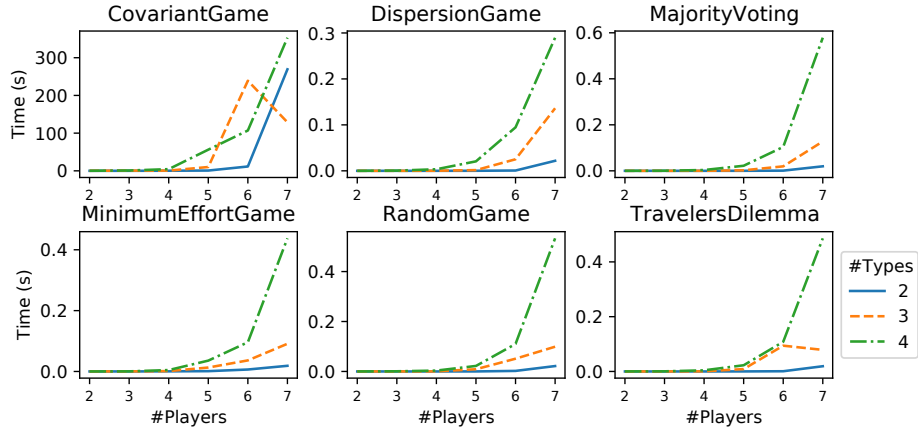 CovariantGame
DispersionGame
MajorityVoting
Time (s)
300
200
100
0
2 3 4 5 6 7
0.3
0.2
0.1
0.0
2 3 4 5 6 7
0.6
0.4
0.2
0.0
2 3 4 5 6 7
MinimumEffortGame
RandomGame
TravelersDilemma
Time (s)
0.4
0.2
0.0
2 3 4 5 6 7
#Players
0.4
0.2
0.0
2 3 4 5 6 7
#Players
0.4
0.2
0.0
2 3 4 5 6 7
#Players
#Types
2
3
4